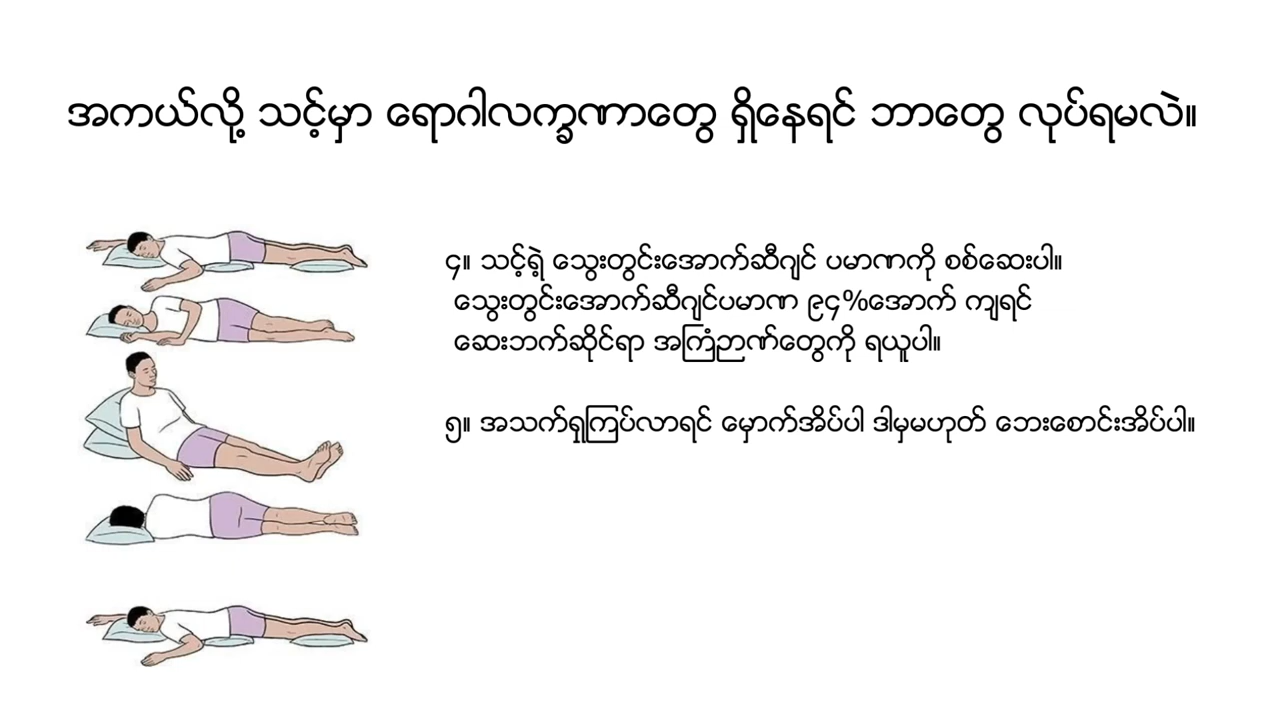 အကယ်လို့ သင့်မှာ ရောဂါလက္ခဏာတွေ ရှိနေရင် ဘာတွေ လုပ်ရမလဲ။
၄။ သင့်ရဲ့ သွေးတွင်းအောက်ဆီဂျင် ပမာဏကို စစ်ဆေးပါ။
သွေးတွင်းအောက်ဆီဂျင်ပမာဏ ၉၄%အောက် ကျရင်
ဆေးဘက်ဆိုင်ရာ အကြံဉာဏ်တွေကို ရယူပါ။
၅။ အသက်ရှုကြပ်လာရင် မှောက်အိပ်ပါ ဒါမှမဟုတ် ဘေးစောင်းအိပ်ပါ။